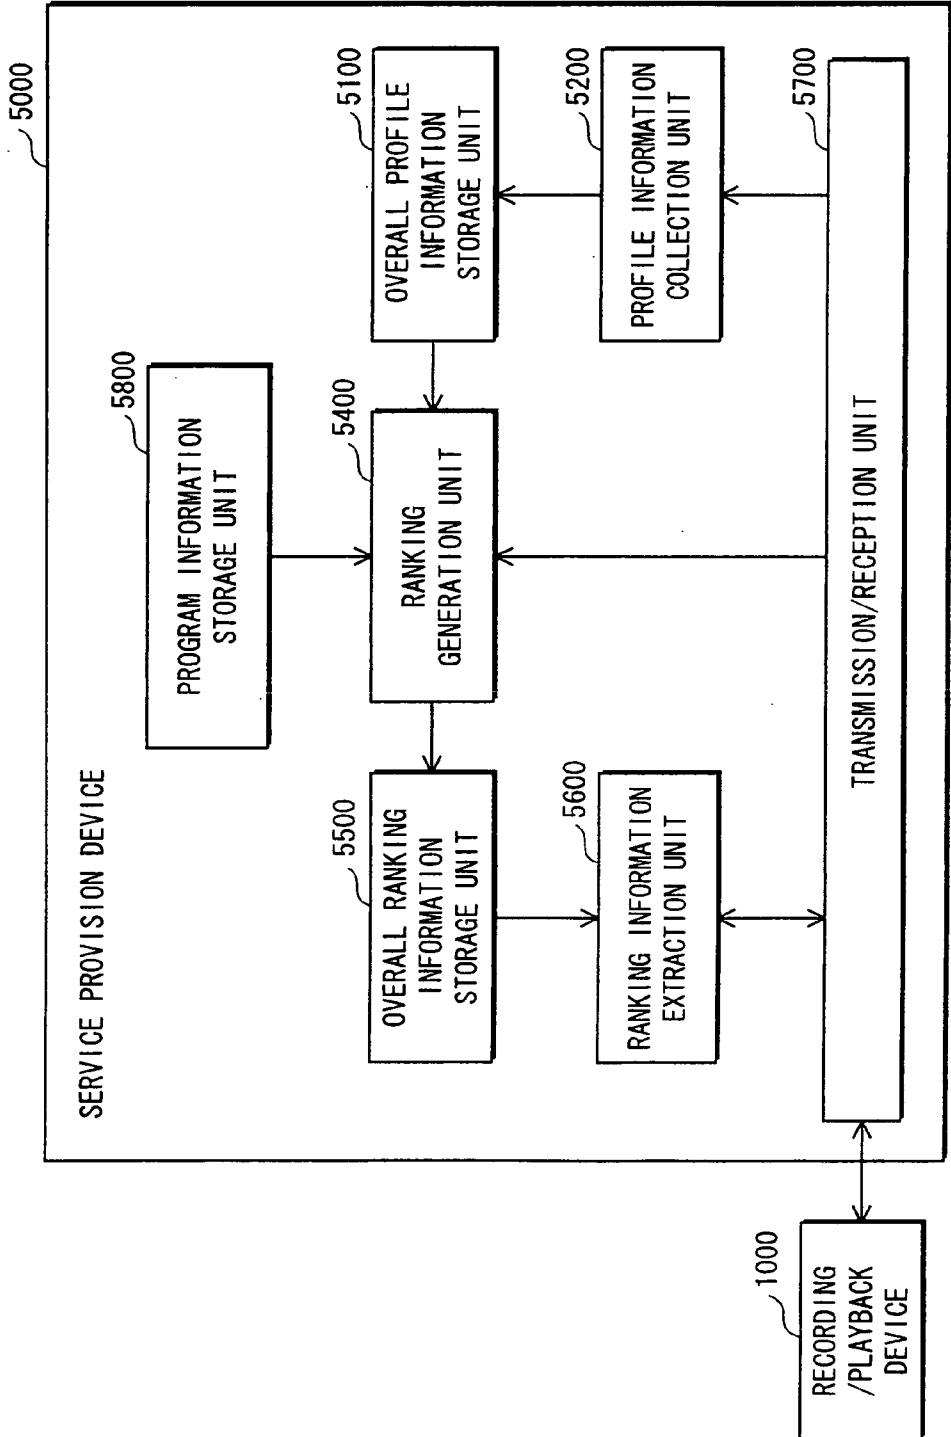 5000
SERVICE PROVISION DEVICE
5800
PROGRAM INFORMATION
STORAGE UNIT
5500
OVERALL RANKING
INFORMATION
STORAGE UNIT
5400
RANKING
GENERATION UNIT
5100
OVERALL PROFILE
INFORMATION
STORAGE UNIT
5600
RANKING INFORMATION
EXTRACTION UNIT
5200
PROFILE INFORMATION
COLLECTION UNIT
5700
TRANSMISSION/RECEPTION UNIT
1000
RECORDING
/PLAYBACK
DEVICE